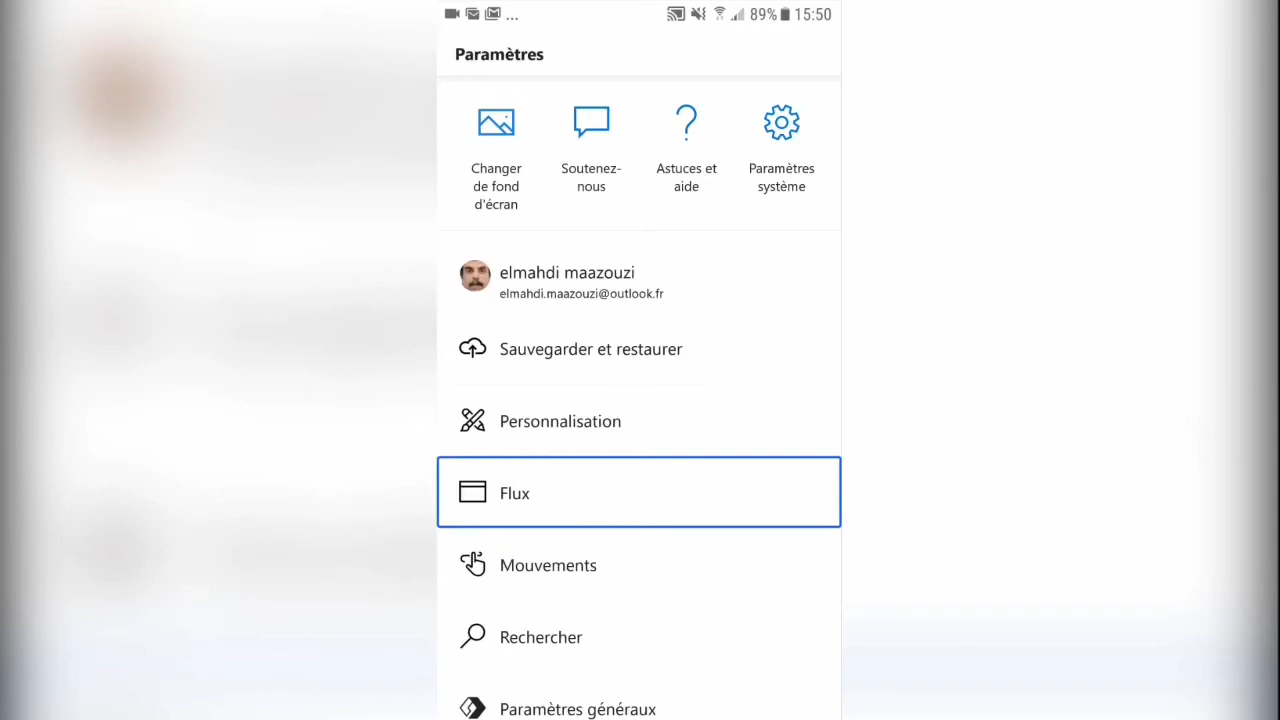 ... 89% 15:50
Paramètres
Changer
de fond
d'écran
Soutenez-
nous
Astuces et
aide
Paramètres
système
elmahdi maazouzi
elmahdi.maazouzi@outlook.fr
Sauvegarder et restaurer
Personnalisation
Flux
Mouvements
Rechercher
Paramètres généraux